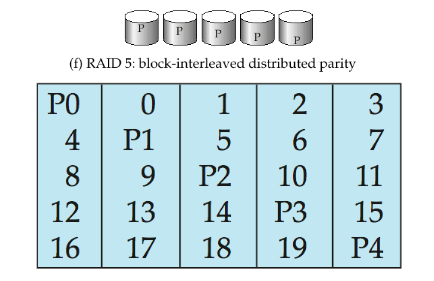 P P P P P
(f) RAID 5: block-interleaved distributed parity
P0 0 1 2 3
4 P1 5 6 7
8 9 P2 10 11
12 13 14 P3 15
16 17 18 19 P4